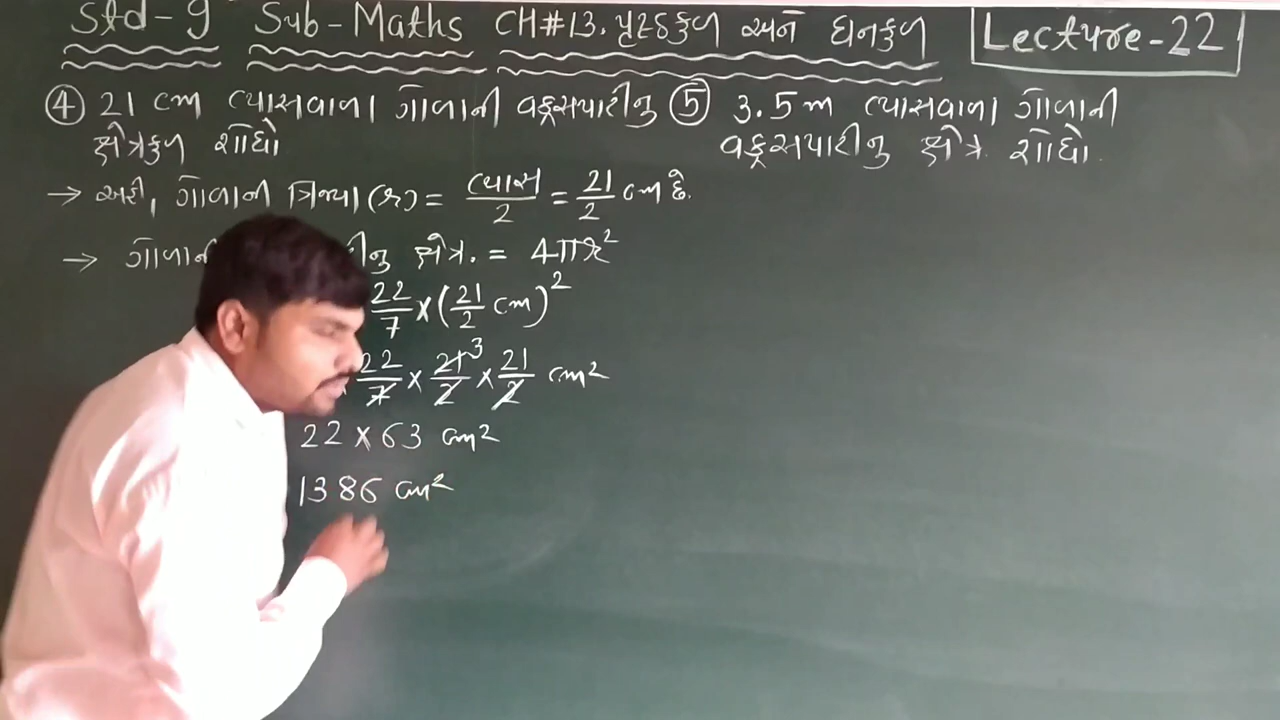 Std-9 Sub-Maths CH#13. પૃષ્ઠફળ અને ઘનફળ Lecture-22
④ 21 cm વ્યાસવાળા ગોળાની વક્રસપાટીનુ
ક્ષેત્રફળ શોધો
→ અહી, ગોળાની ત્રિજ્યા (r) = વ્યાસ/2 = 21/2 cm છે.
→ ગોળાની નુ ક્ષેત્ર. = 4πr²
22/7 × (21/2 cm)²
22/7 × 21/2 3 × 21/2 cm²
22 × 63 cm²
1386 cm²
⑤ 3.5 m વ્યાસવાળા ગોળાની
વક્રસપાટીનુ ક્ષેત્ર. શોધો.